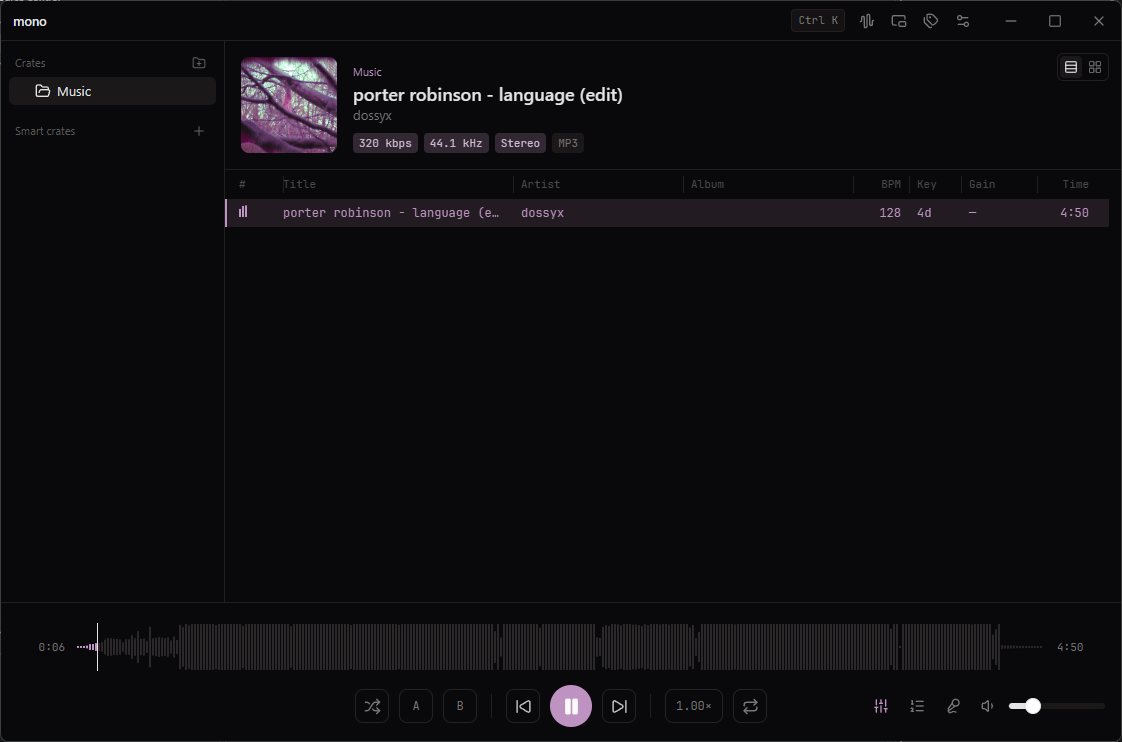 mono
Ctrl K
Crates
Music
Smart crates
Music
porter robinson - language (edit)
dossyx
320 kbps 44.1 kHz Stereo MP3
# Title Artist Album BPM Key Gain Time
porter robinson - language (e… dossyx 128 4d — 4:50
0:06 4:50
A B 1.00×